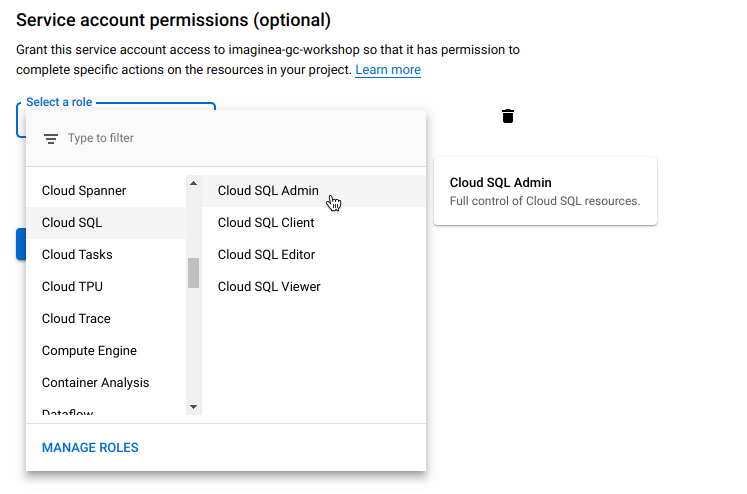 Service account permissions (optional)
Grant this service account access to imaginea-gc-workshop so that it has permission to
complete specific actions on the resources in your project. Learn more
Select a role
Type to filter
Cloud Spanner
Cloud SQL
Cloud Tasks
Cloud TPU
Cloud Trace
Compute Engine
Container Analysis
Dataflow
Cloud SQL Admin
Cloud SQL Client
Cloud SQL Editor
Cloud SQL Viewer
Cloud SQL Admin
Full control of Cloud SQL resources.
MANAGE ROLES